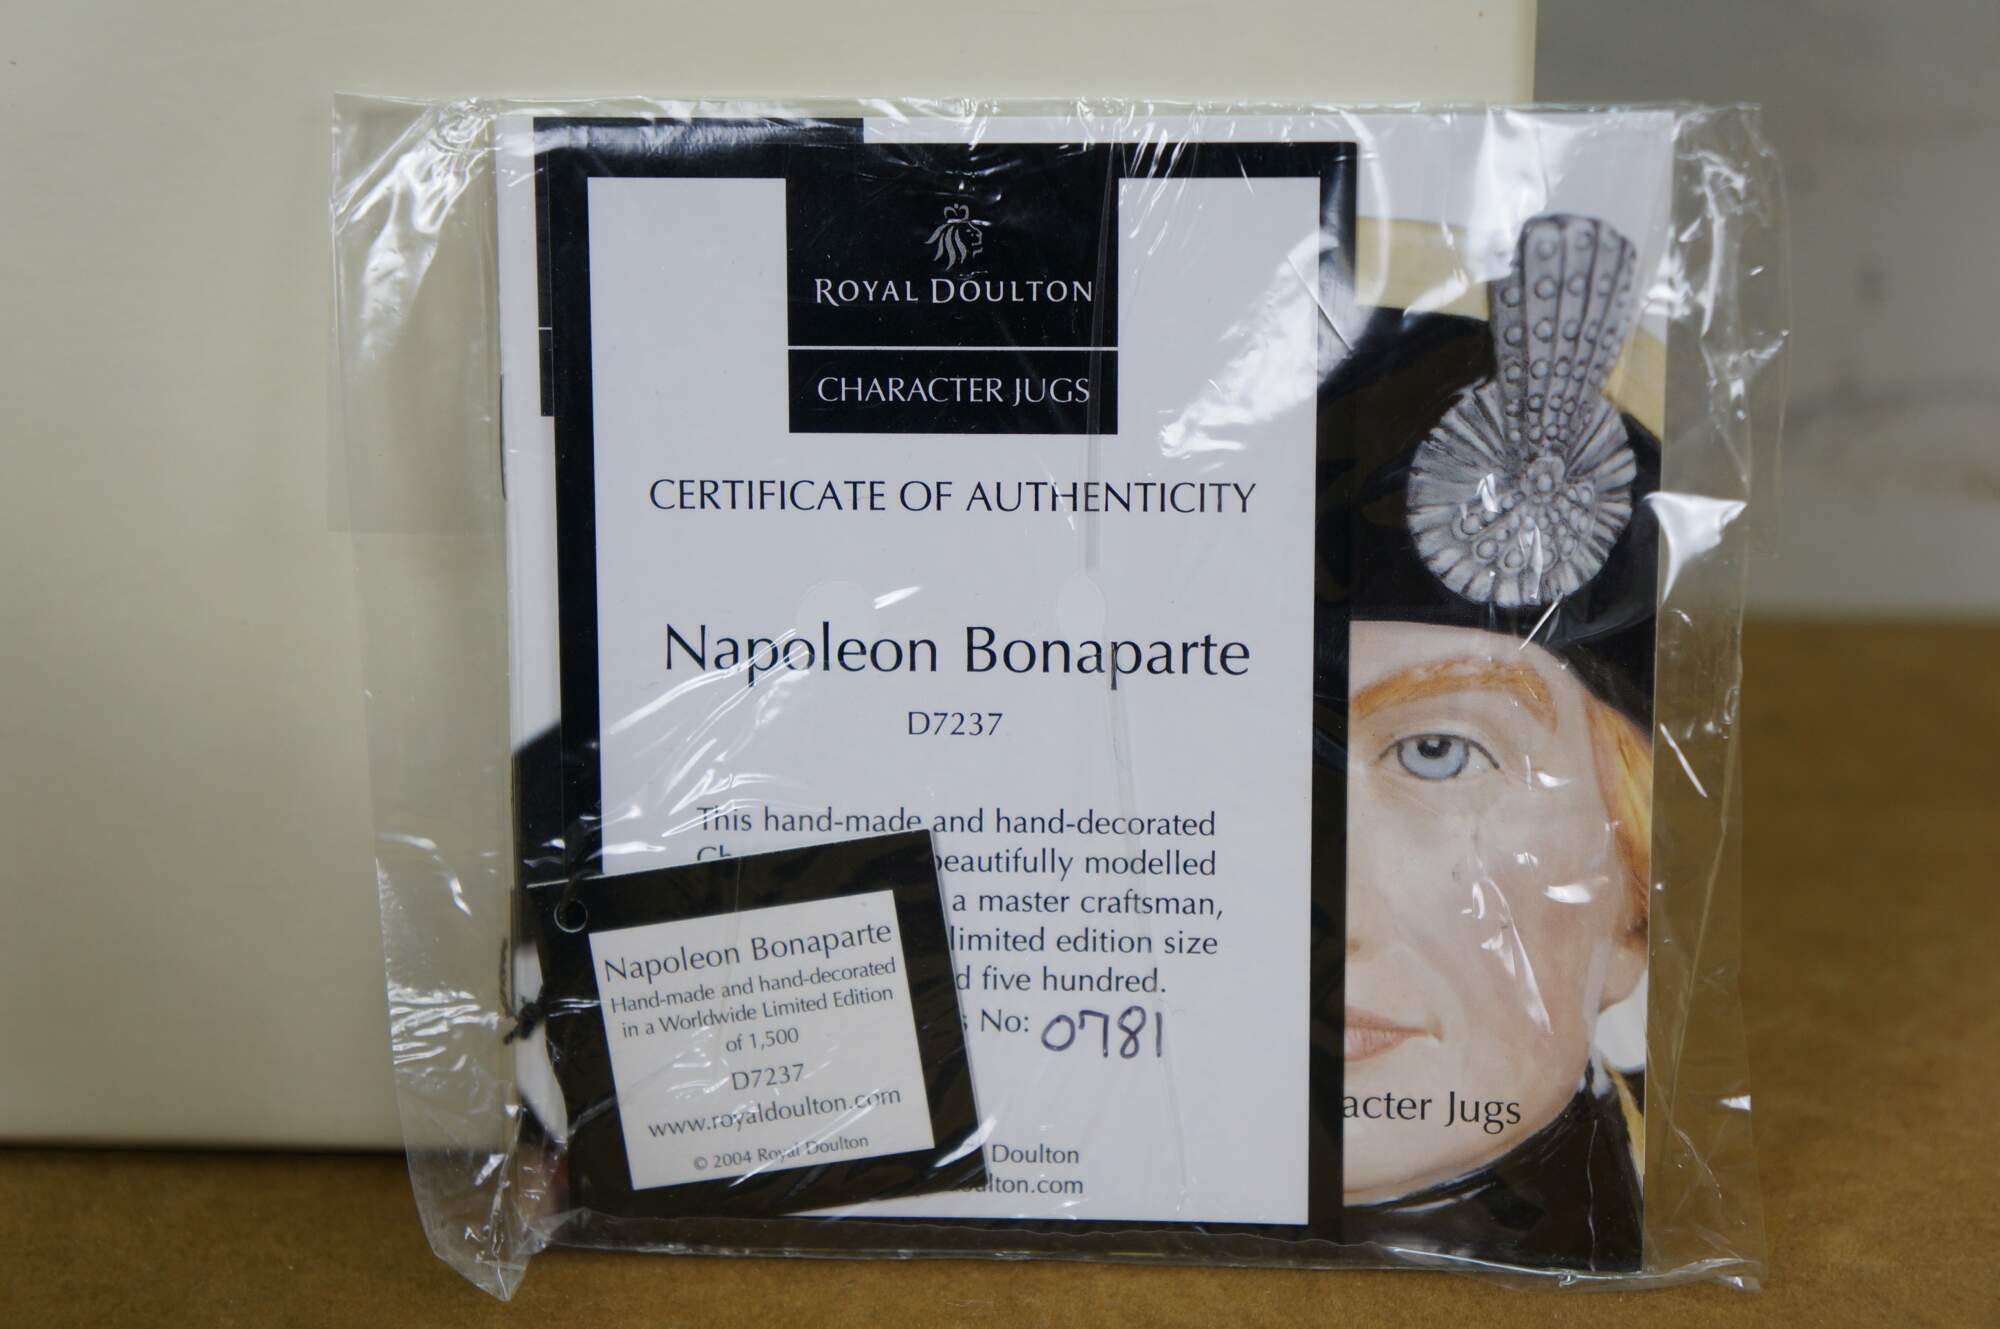 ROYAL DOULTON
CHARACTER JUGS
CERTIFICATE OF AUTHENTICITY
Napoleon Bonaparte
D7237
This hand-made and hand-decorated
beautifully modelled
a master craftsman,
limited edition size
five hundred.
No: 0781
Doulton
Napoleon Bonaparte
Hand-made and hand-decorated
in a Worldwide Limited Edition
of 1,500
D7237
www.royaldoulton.com
© 2004 Royal Doulton
acter Jugs